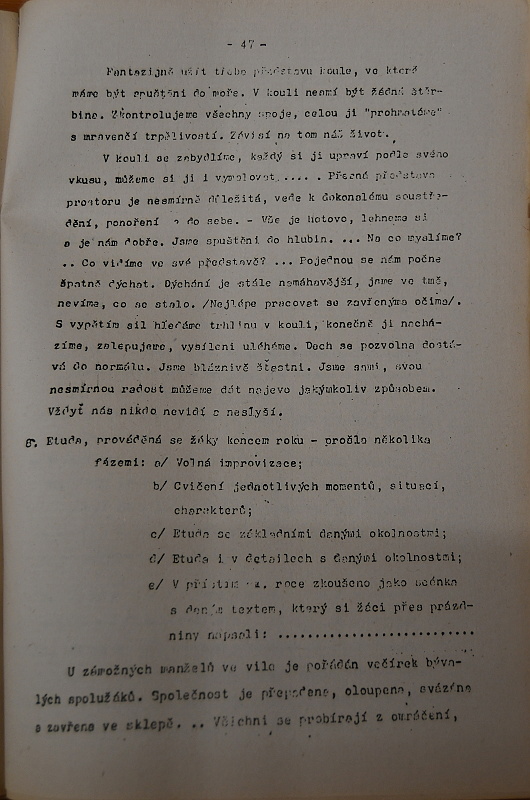 - 47 -
Fantazijně užít třeba představu koule, ve které
máme být spuštěni do moře. V kouli nesmí být žádná štěr-
bina. Zkontrolujeme všechny spoje, celou ji "prohmatáme"
s mravenčí trpělivostí. Závisí na tom náš život.
V kouli se zabydlíme, každý si ji upraví podle svého
vkusu, můžeme si ji i vymalovat..... Přesná představa
prostoru je nesmírně důležitá, vede k dokonalému soustře-
dění, ponoření do sebe. - Vše je hotovo, lehneme si
a je nám dobře. Jsme spuštěni do hlubin. ... Na co myslíme?
.. Co vidíme ve své představě? ... Pojednou se nám počne
špatně dýchat. Dýchání je stále namáhavější, jsme ve tmě,
nevíme, co se stalo. /Nejlépe pracovat se zavřenýma očima/.
S vypětím sil hledáme trhlinu v kouli, konečně ji nachá-
zíme, zalepujeme, vysíleni uléháme. Dech se pozvolna dostá-
vá do normálu. Jsme bláznivě šťastni. Jsme sami, svou
nesmírnou radost můžeme dát najevo jakýmkoliv způsobem.
Vždyť nás nikdo nevidí a neslyší.
g. Etuda, prováděná se žáky koncem roku - prošla několika
fázemi: a/ Volná improvizace;
b/ Cvičení jednotlivých momentů, situací,
charakterů;
c/ Etuda se základními danými okolnostmi;
d/ Etuda i v detailech s danými okolnostmi;
e/ V příštím roce zkoušeno jako scénka
s daným textem, který si žáci přes prázd-
niny napsali: ..........................
U zámožných manželů ve vile je pořádán večírek býva-
lých spolužáků. Společnost je přepadena, oloupena, svázána
a zavřena ve sklepě. .. Všichni se probírají z omráčení,